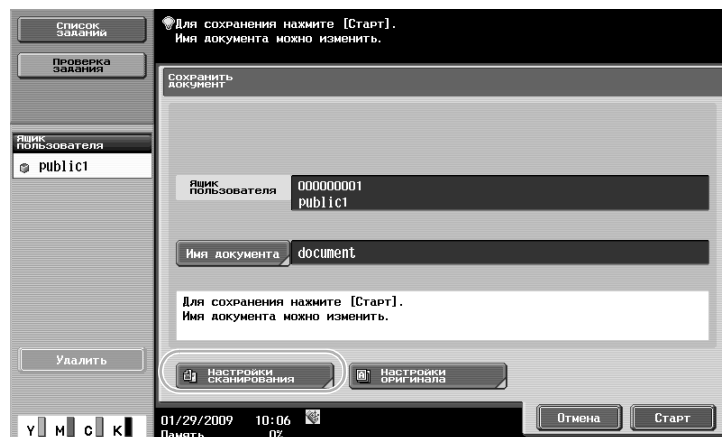 Список
заданий
Проверка
задания
Ящик
пользователя
public1
Удалить
Y M C K
Для сохранения нажмите [Старт].
Имя документа можно изменить.
Сохранить
документ
Ящик
пользователя
000000001
public1
Имя документа
document
Для сохранения нажмите [Старт].
Имя документа можно изменить.
Настройки
сканирования
Настройки
оригинала
01/29/2009 10:06
Память 0%
Отмена
Старт